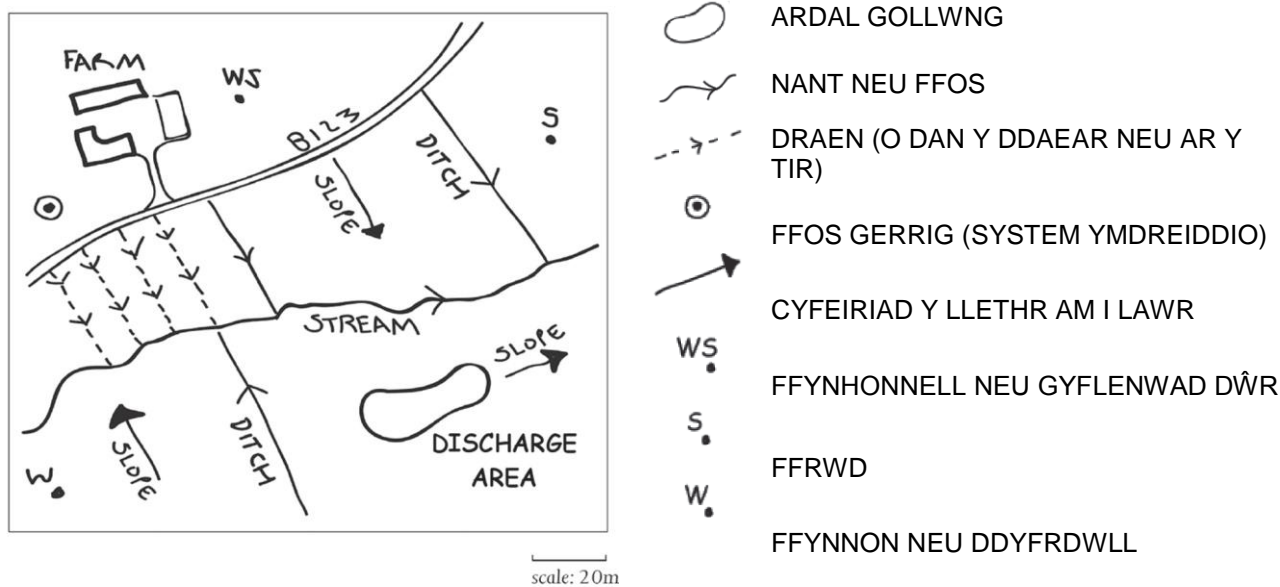 FARM
WS
B123
S
DITCH
SLOPE
STREAM
SLOPE
DISCHARGE
AREA
DITCH
SLOPE
W
scale: 20m
ARDAL GOLLWNG
NANT NEU FFOS
DRAEN (O DAN Y DDAEAR NEU AR Y
TIR)
FFOS GERRIG (SYSTEM YMDREIDDIO)
CYFEIRIAD Y LLETHR AM I LAWR
WS
FFYNHONNELL NEU GYFLENWAD DŴR
S
FFRWD
W
FFYNNON NEU DDYFRDWLL